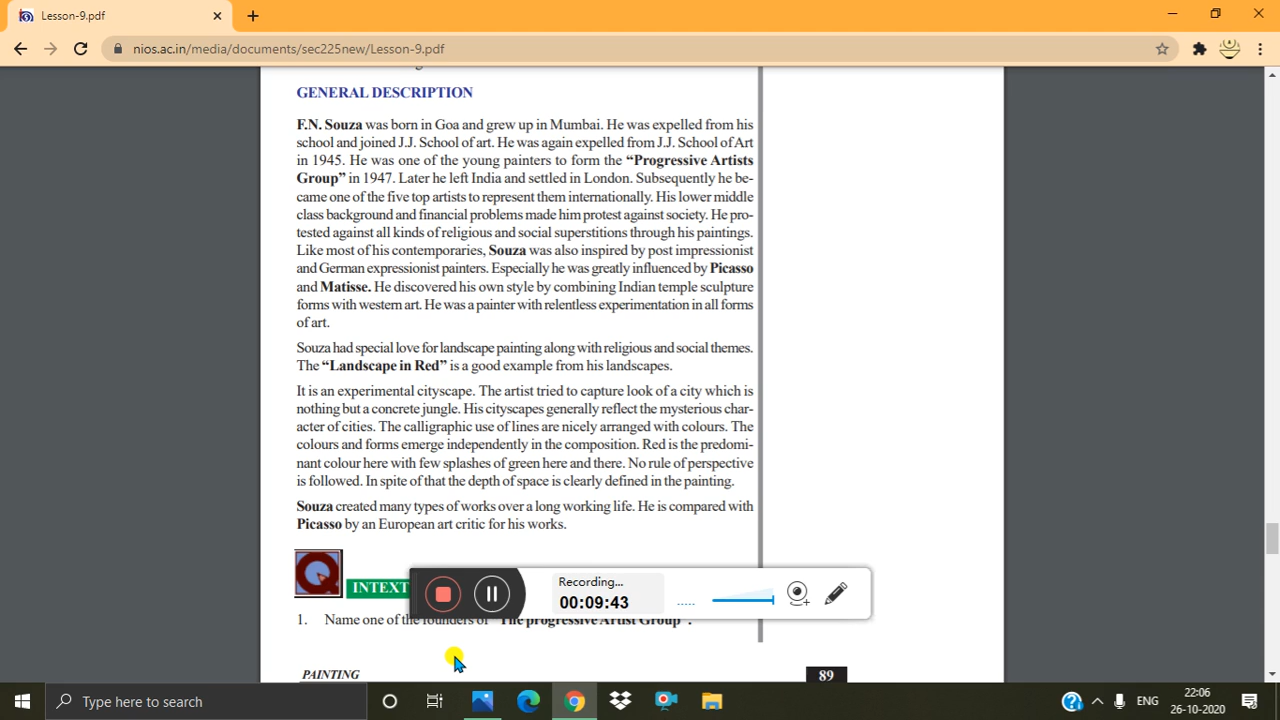 Lesson-9.pdf
nios.ac.in/media/documents/sec225new/Lesson-9.pdf
GENERAL DESCRIPTION
F.N. Souza was born in Goa and grew up in Mumbai. He was expelled from his
school and joined J.J. School of art. He was again expelled from J.J. School of Art
in 1945. He was one of the young painters to form the “Progressive Artists
Group” in 1947. Later he left India and settled in London. Subsequently he be-
came one of the five top artists to represent them internationally. His lower middle
class background and financial problems made him protest against society. He pro-
tested against all kinds of religious and social superstitions through his paintings.
Like most of his contemporaries, Souza was also inspired by post impressionist
and German expressionist painters. Especially he was greatly influenced by Picasso
and Matisse. He discovered his own style by combining Indian temple sculpture
forms with western art. He was a painter with relentless experimentation in all forms
of art.
Souza had special love for landscape painting along with religious and social themes.
The “Landscape in Red” is a good example from his landscapes.
It is an experimental cityscape. The artist tried to capture look of a city which is
nothing but a concrete jungle. His cityscapes generally reflect the mysterious char-
acter of cities. The calligraphic use of lines are nicely arranged with colours. The
colours and forms emerge independently in the composition. Red is the predomi-
nant colour here with few splashes of green here and there. No rule of perspective
is followed. In spite of that the depth of space is clearly defined in the painting.
Souza created many types of works over a long working life. He is compared with
Picasso by an European art critic for his works.
INTEXT
Recording...
00:09:43
1. Name one of the founders of “The progressive Artist Group”.
PAINTING
89
Type here to search
ENG
22:06
26-10-2020